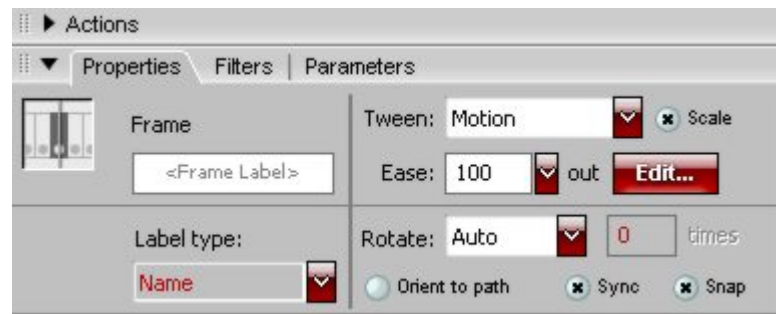 Actions
Properties Filters | Parameters
Frame
<Frame Label>
Label type:
Name
Tween: Motion Scale
Ease: 100 out Edit...
Rotate: Auto 0 times
Orient to path Sync Snap